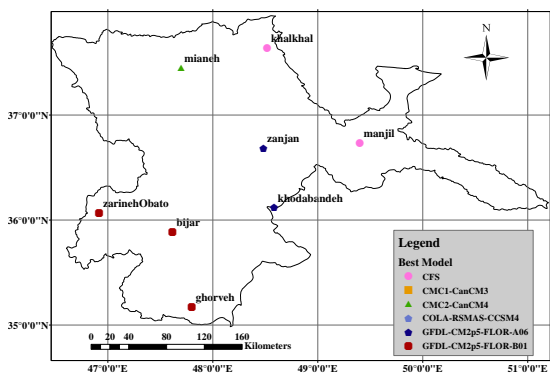 N
khalkhal
mianeh
37°0'0"N
zanjan
manjil
zarinehObato
khodabandeh
36°0'0"N
bijar
Legend
Best Model
CFS
CMC1-CanCM3
CMC2-CanCM4
COLA-RSMAS-CCSM4
GFDL-CM2p5-FLOR-A06
GFDL-CM2p5-FLOR-B01
ghorveh
35°0'0"N
0 20 40 80 120 160
Kilometers
47°0'0"E 48°0'0"E 49°0'0"E 50°0'0"E 51°0'0"E